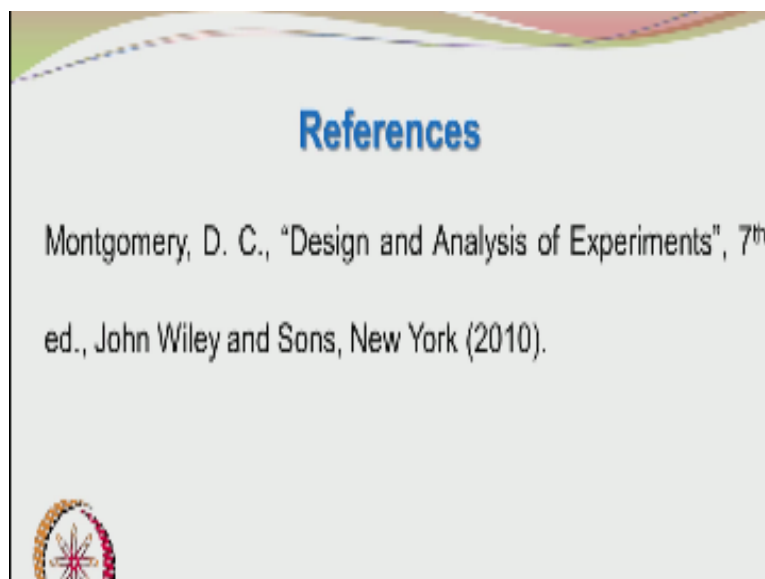 References
Montgomery, D. C., “Design and Analysis of Experiments”, 7th
ed., John Wiley and Sons, New York (2010).